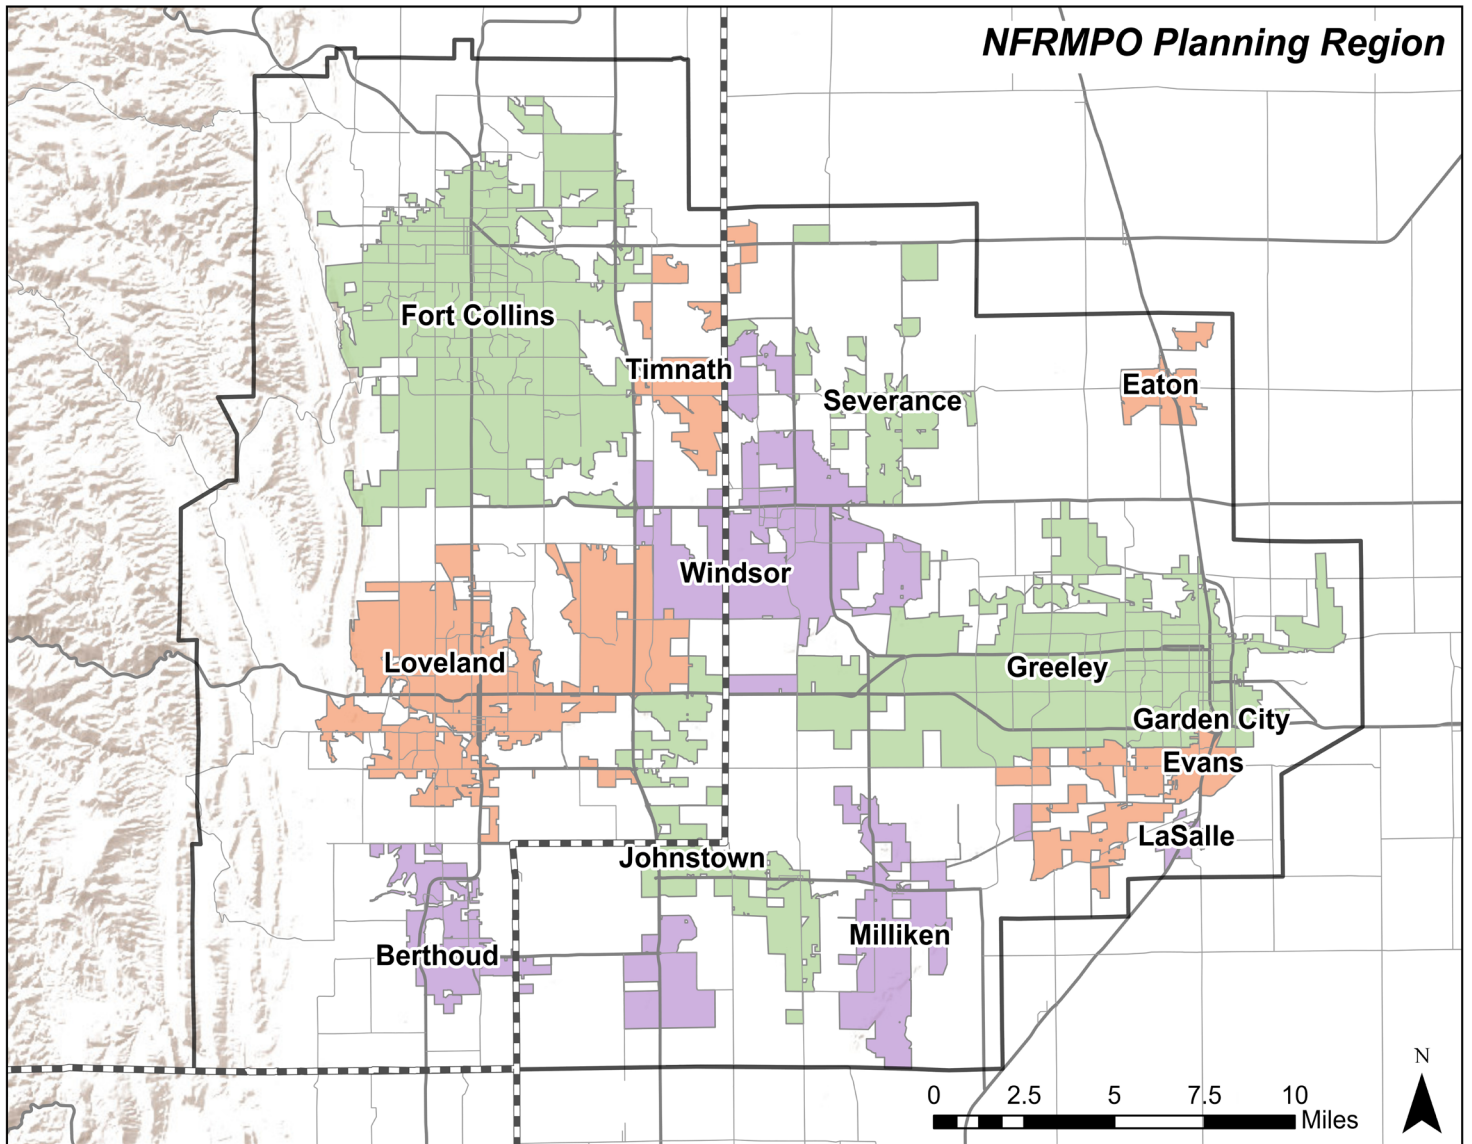 NFRMPO Planning Region
Fort Collins
Timnath
Eaton
Severance
Windsor
Loveland
Greeley
Garden City
Evans
LaSalle
Johnstown
Milliken
Berthoud
N
0 2.5 5 7.5 10
Miles